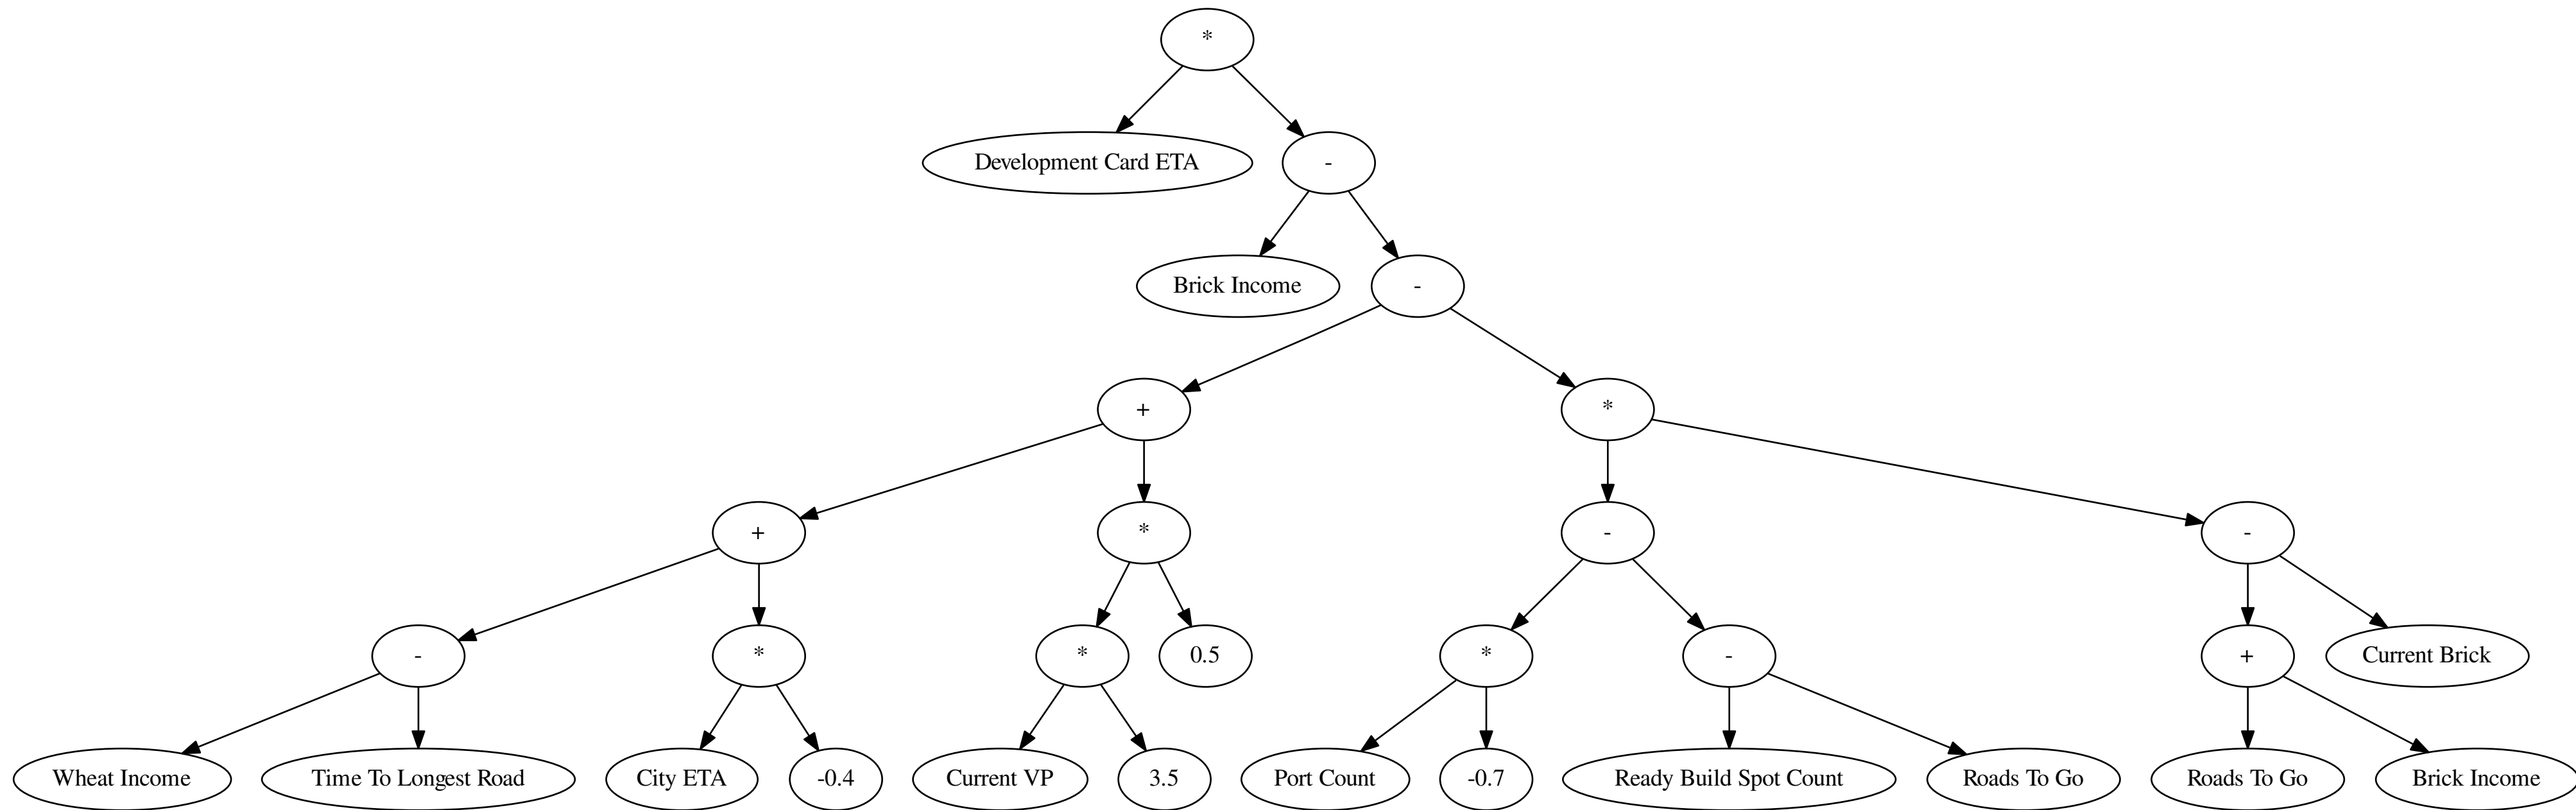 *
Development Card ETA
-
Brick Income
-
+
*
+
*
-
-
-
*
*
0.5
*
-
+
Current Brick
Wheat Income
Time To Longest Road
City ETA
-0.4
Current VP
3.5
Port Count
-0.7
Ready Build Spot Count
Roads To Go
Roads To Go
Brick Income